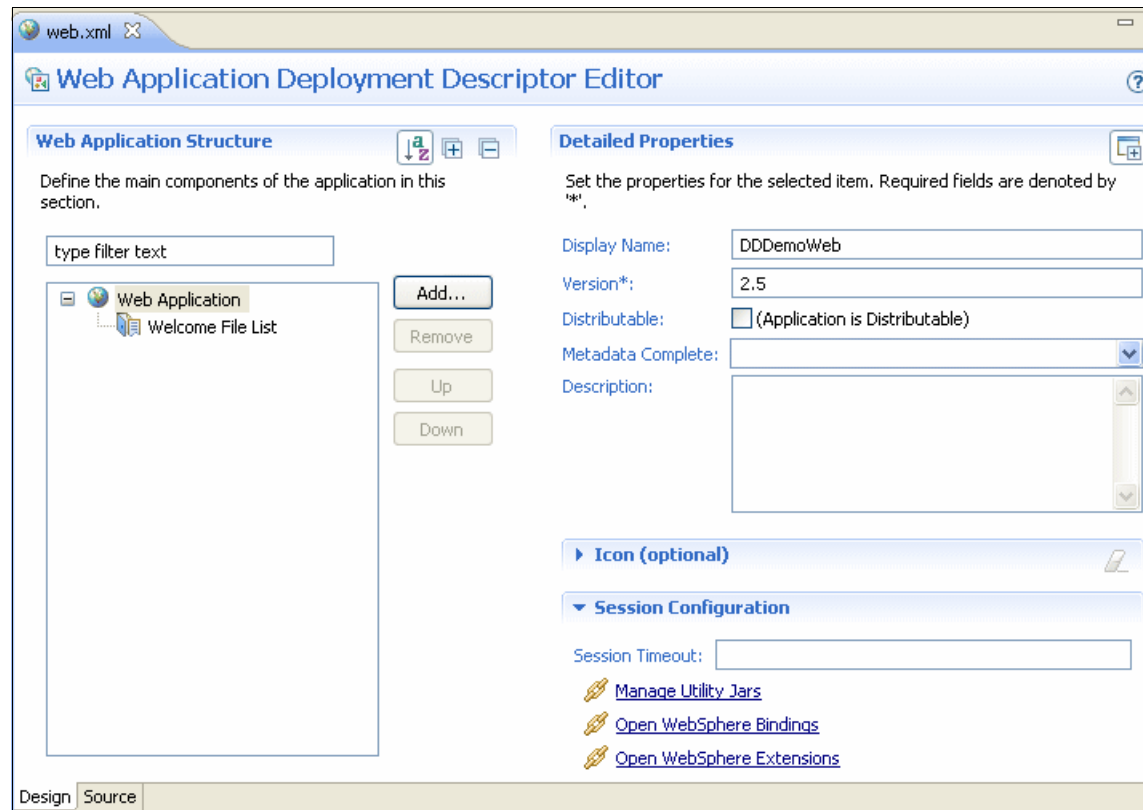 web.xml
Web Application Deployment Descriptor Editor
Web Application Structure
Define the main components of the application in this
section.
type filter text
Web Application
Welcome File List
Add...
Remove
Up
Down
Detailed Properties
Set the properties for the selected item. Required fields are denoted by
'*'.
Display Name: DDDemoWeb
Version*: 2.5
Distributable: (Application is Distributable)
Metadata Complete:
Description:
Icon (optional)
Session Configuration
Session Timeout:
Manage Utility Jars
Open WebSphere Bindings
Open WebSphere Extensions
Design Source